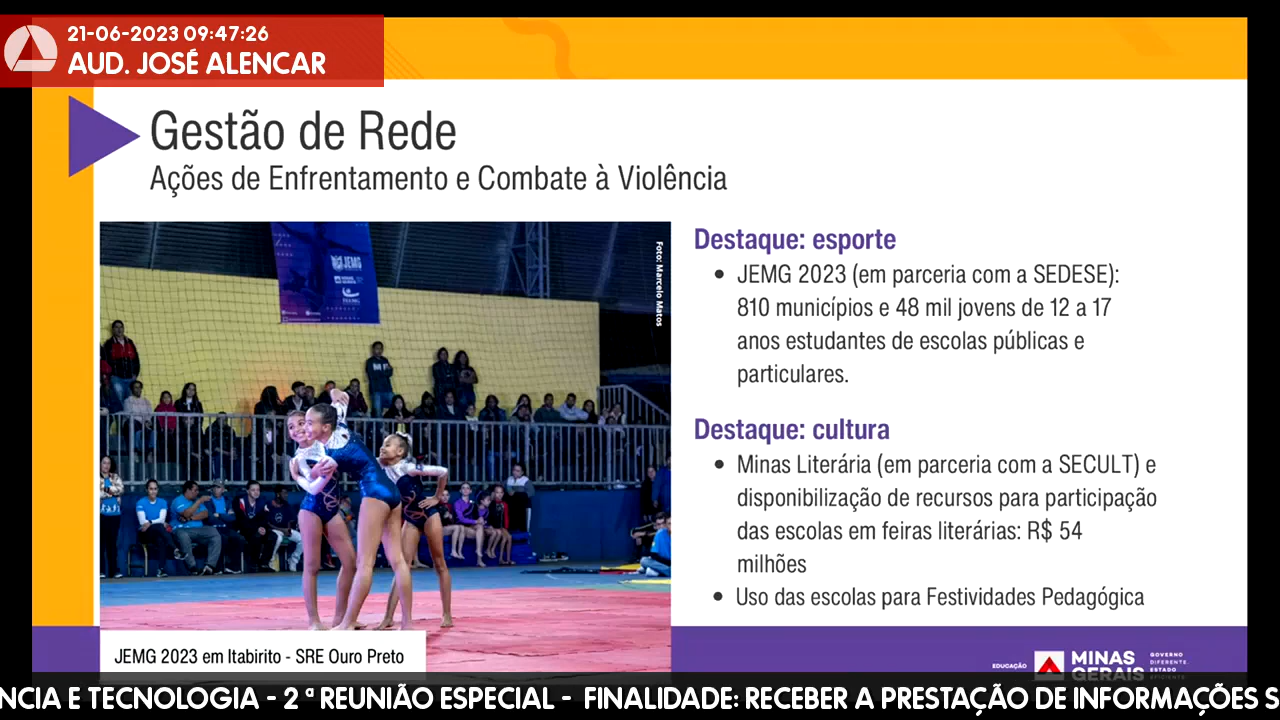 21-06-2023 09:47:26
AUD. JOSÉ ALENCAR
Gestão de Rede
Ações de Enfrentamento e Combate à Violência
JEMG
Foto: Marcelo Matos
JEMG 2023 em Itabirito - SRE Ouro Preto
Destaque: esporte
• JEMG 2023 (em parceria com a SEDESE):
810 municípios e 48 mil jovens de 12 a 17
anos estudantes de escolas públicas e
particulares.
Destaque: cultura
• Minas Literária (em parceria com a SECULT) e
disponibilização de recursos para participação
das escolas em feiras literárias: R$ 54
milhões
• Uso das escolas para Festividades Pedagógica
EDUCAÇÃO
MINAS
GERAIS
GOVERNO
DIFERENTE.
ESTADO
EFICIENTE.
NCIA E TECNOLOGIA - 2 ª REUNIÃO ESPECIAL - FINALIDADE: RECEBER A PRESTAÇÃO DE INFORMAÇÕES S